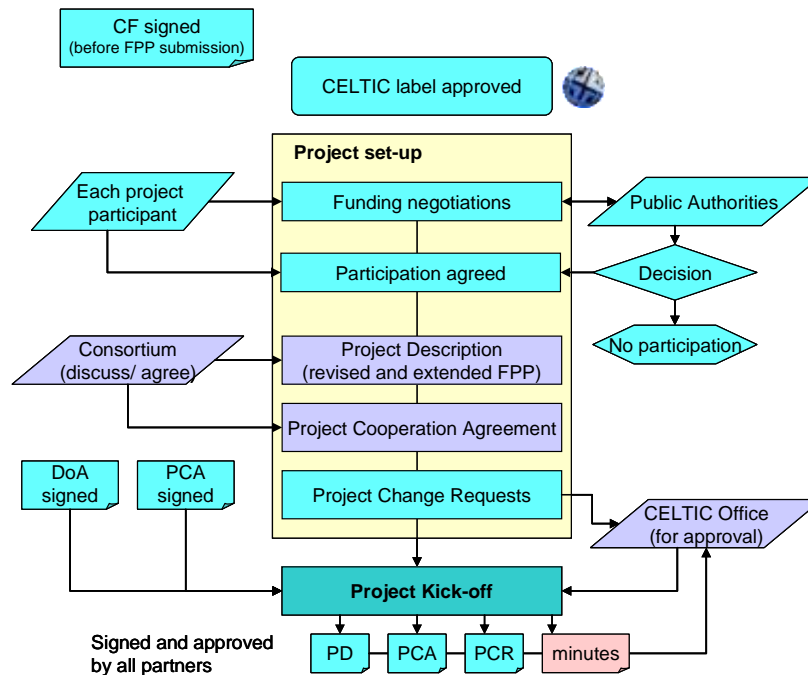 CF signed
(before FPP submission)
CELTIC label approved
Project set-up
Each project
participant
Funding negotiations
Public Authorities
Participation agreed
Decision
Consortium
(discuss/ agree)
Project Description
(revised and extended FPP)
No participation
Project Cooperation Agreement
DoA
signed
PCA
signed
Project Change Requests
CELTIC Office
(for approval)
Project Kick-off
Signed and approved
by all partners
PD
PCA
PCR
minutes